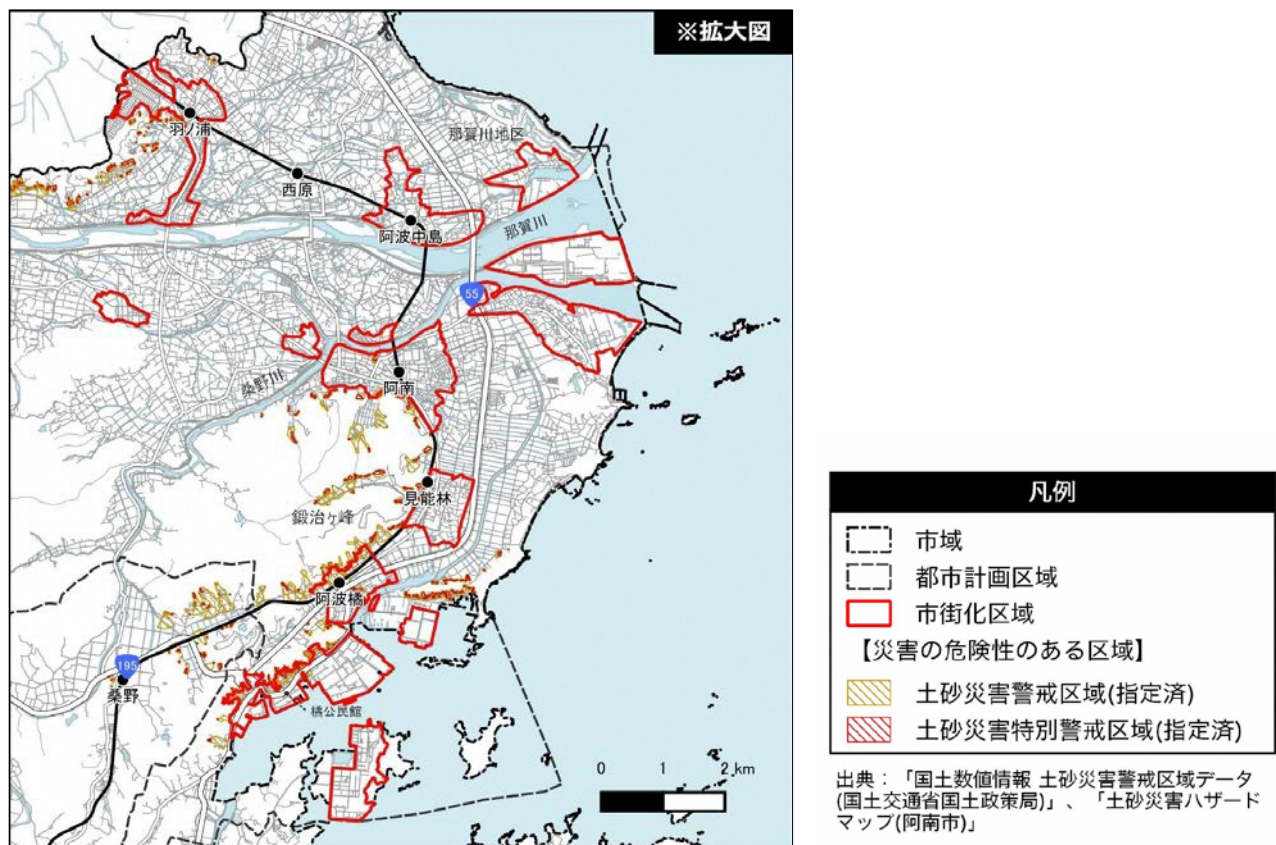 ※拡大図
羽ノ浦
那賀川地区
西原
阿波中島
那賀川
55
桑野川
阿南
見能林
鍛治ヶ峰
阿波橘
195
桑野
橘公民館
0 1 2 km
凡例
市域
都市計画区域
市街化区域
【災害の危険性のある区域】
土砂災害警戒区域(指定済)
土砂災害特別警戒区域(指定済)
出典：「国土数値情報 土砂災害警戒区域データ
(国土交通省国土政策局)」、「土砂災害ハザード
マップ(阿南市)」